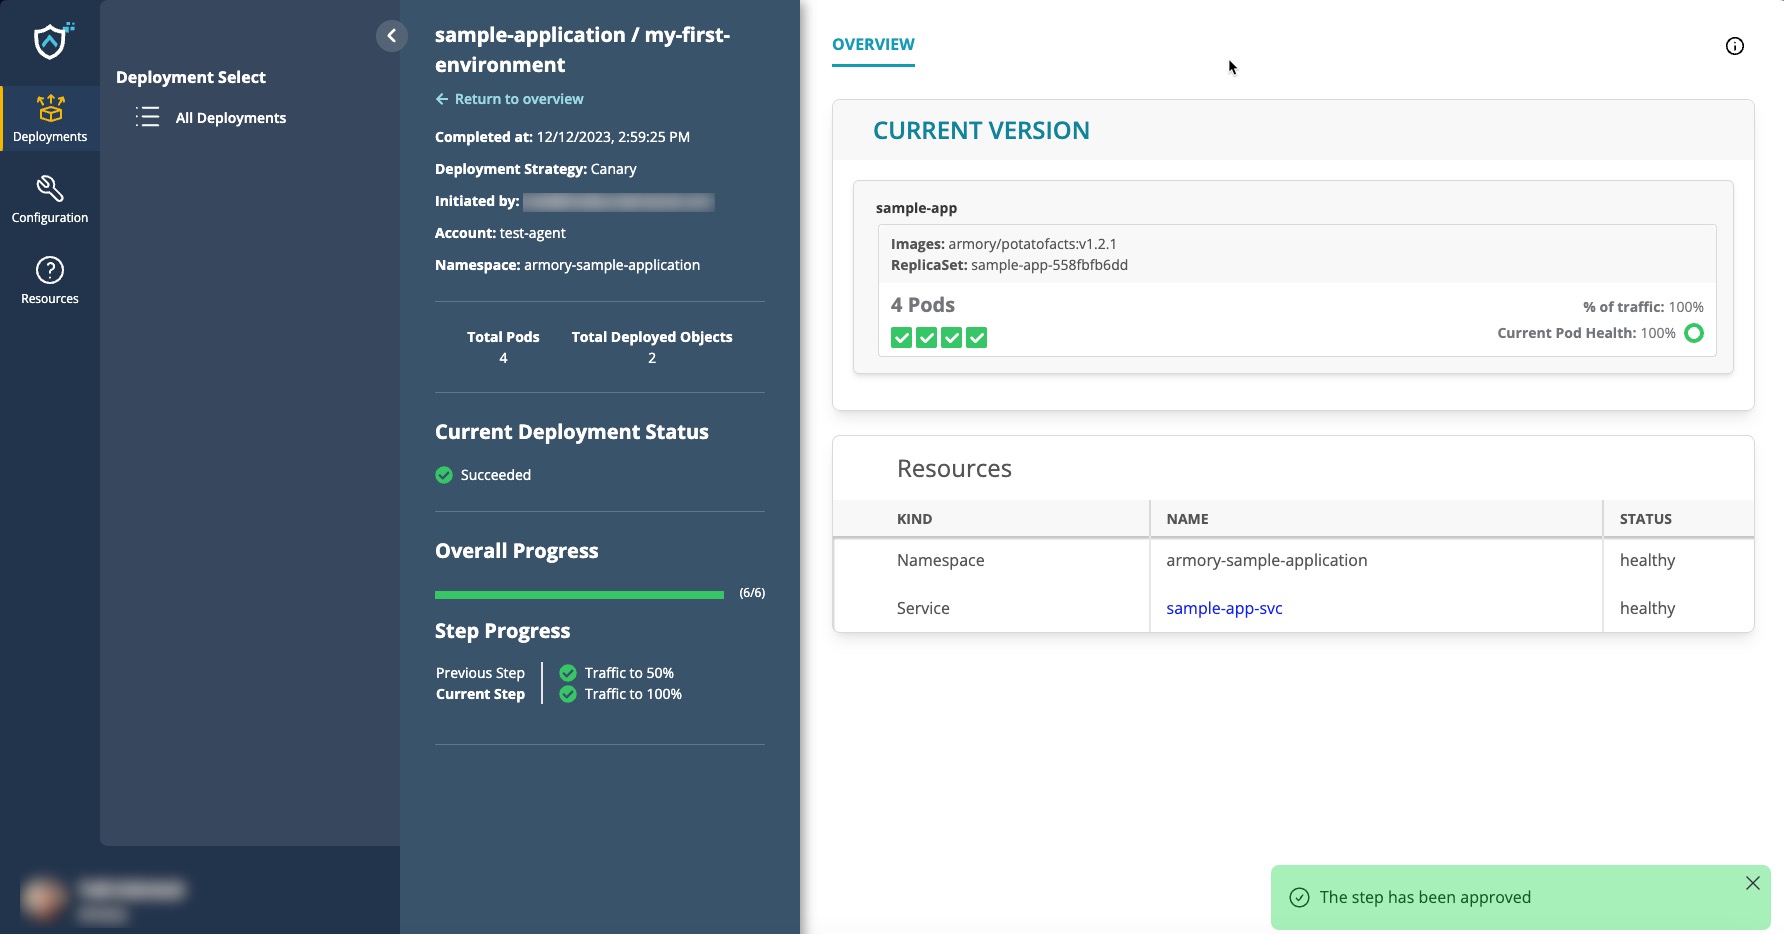 Deployments
Configuration
Resources
Deployment Select
All Deployments
sample-application / my-first-
environment
Return to overview
Completed at: 12/12/2023, 2:59:25 PM
Deployment Strategy: Canary
Initiated by:
Account: test-agent
Namespace: armory-sample-application
Total Pods
4
Total Deployed Objects
2
Current Deployment Status
Succeeded
Overall Progress
(6/6)
Step Progress
Previous Step Traffic to 50%
Current Step Traffic to 100%
OVERVIEW
CURRENT VERSION
sample-app
Images: armory/potatofacts:v1.2.1
ReplicaSet: sample-app-558fbfb6dd
4 Pods
% of traffic: 100%
Current Pod Health: 100%
Resources
KIND NAME STATUS
Namespace armory-sample-application healthy
Service sample-app-svc healthy
The step has been approved